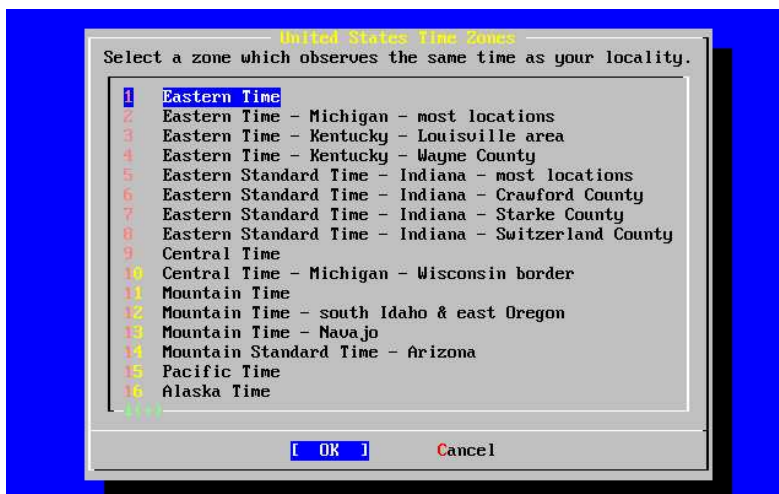 United States Time Zones
Select a zone which observes the same time as your locality.
1 Eastern Time
2 Eastern Time - Michigan - most locations
3 Eastern Time - Kentucky - Louisville area
4 Eastern Time - Kentucky - Wayne County
5 Eastern Standard Time - Indiana - most locations
6 Eastern Standard Time - Indiana - Crawford County
7 Eastern Standard Time - Indiana - Starke County
8 Eastern Standard Time - Indiana - Switzerland County
9 Central Time
10 Central Time - Michigan - Wisconsin border
11 Mountain Time
12 Mountain Time - south Idaho & east Oregon
13 Mountain Time - Navajo
14 Mountain Standard Time - Arizona
15 Pacific Time
16 Alaska Time
↓(+)
[ OK ] Cancel